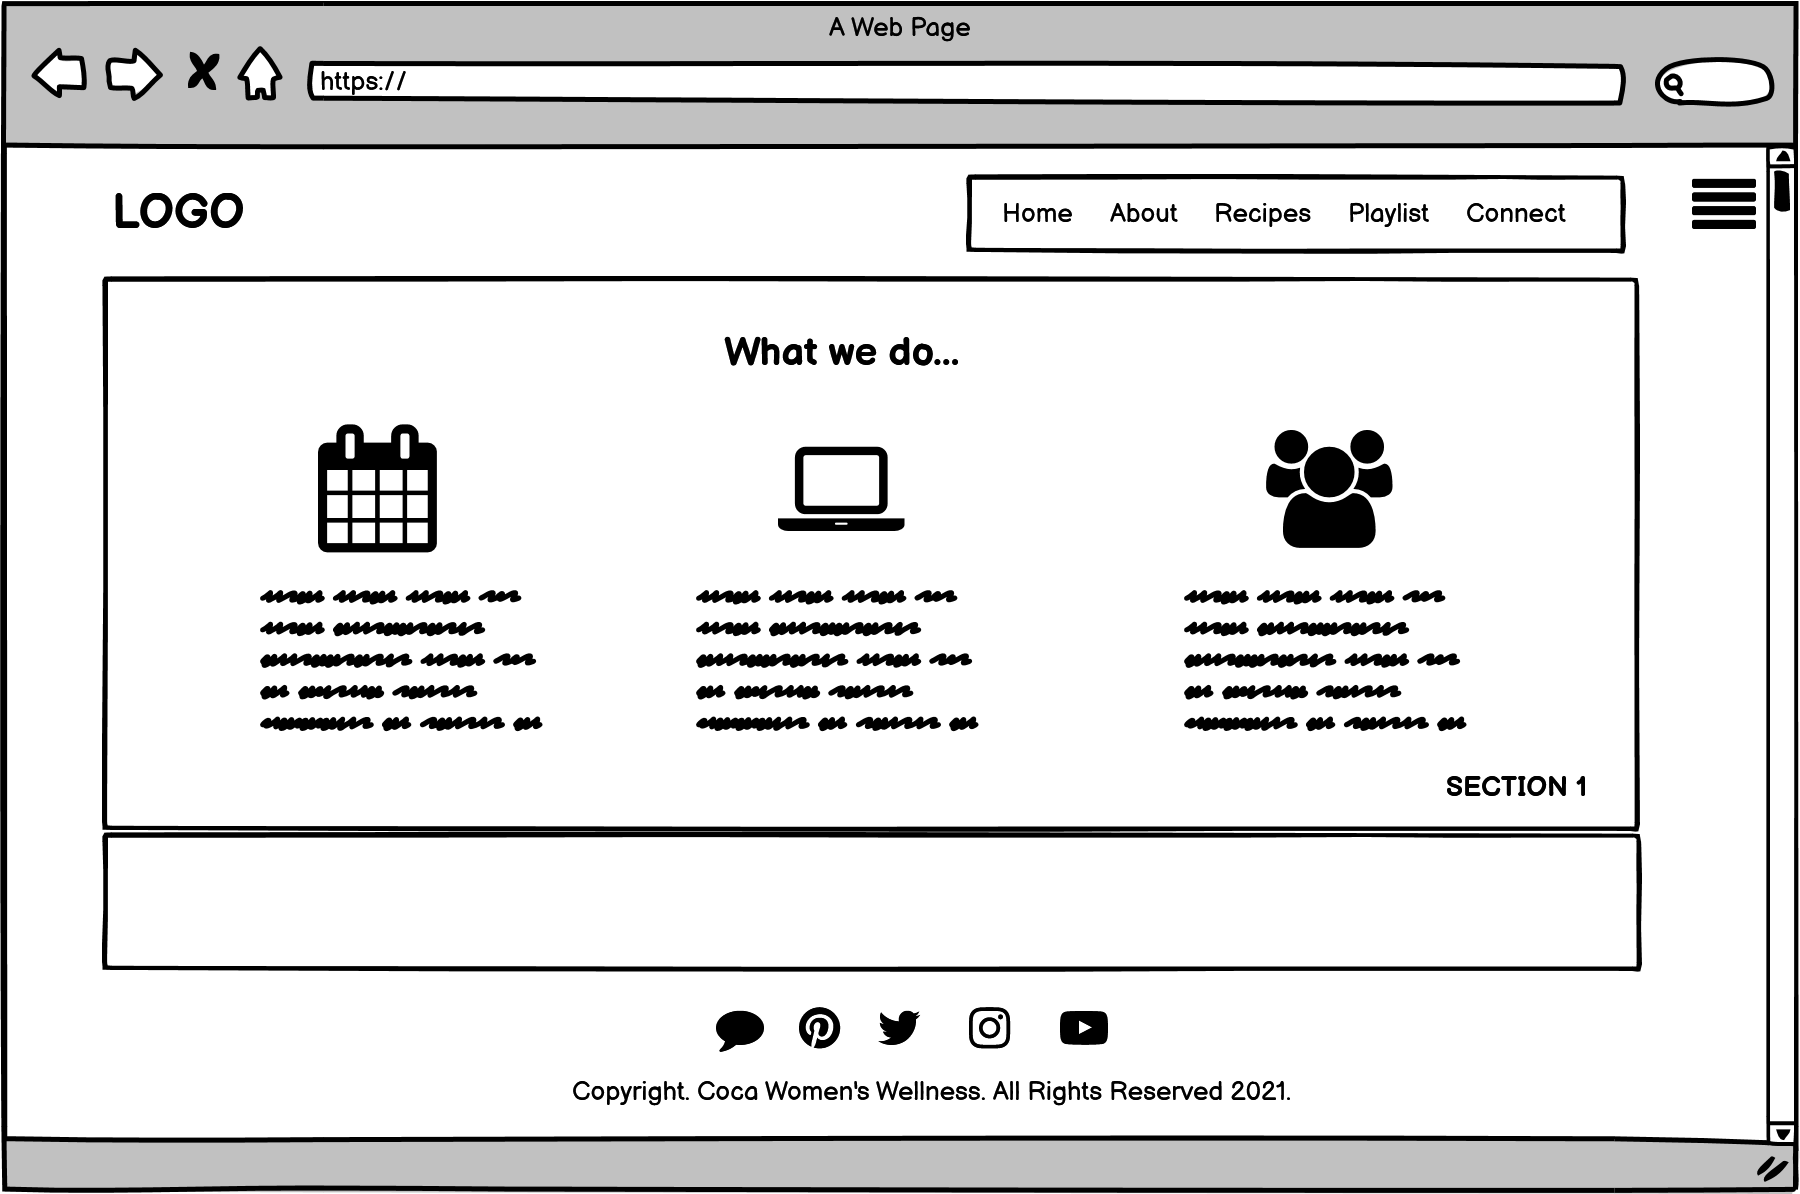 A Web Page
https://
LOGO
Home About Recipes Playlist Connect
What we do...
SECTION 1
Copyright. Coca Women's Wellness. All Rights Reserved 2021.